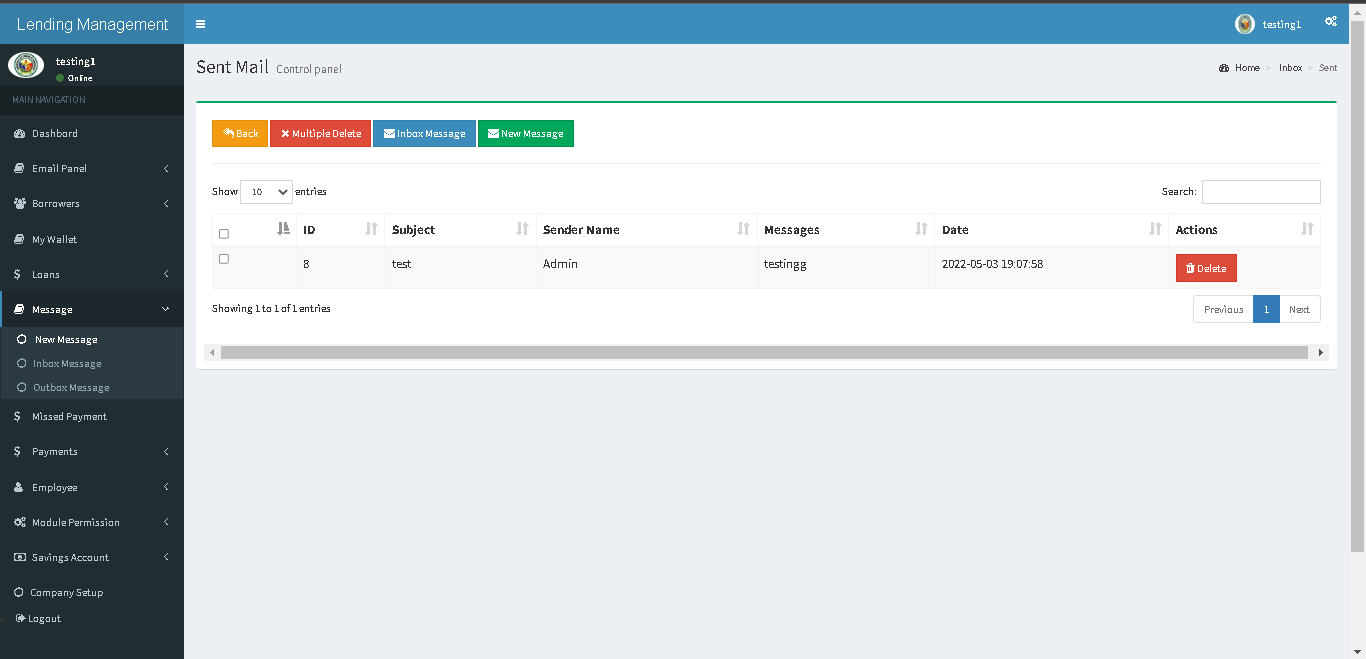 Lending Management
testing1
testing1
Online
MAIN NAVIGATION
Dashbord
Email Panel
Borrowers
My Wallet
Loans
Message
New Message
Inbox Message
Outbox Message
Missed Payment
Payments
Employee
Module Permission
Savings Account
Company Setup
Logout
Sent Mail Control panel
Home > Inbox > Sent
Back Multiple Delete Inbox Message New Message
Show 10 entries Search:
ID Subject Sender Name Messages Date Actions
8 test Admin testingg 2022-05-03 19:07:58 Delete
Showing 1 to 1 of 1 entries Previous 1 Next